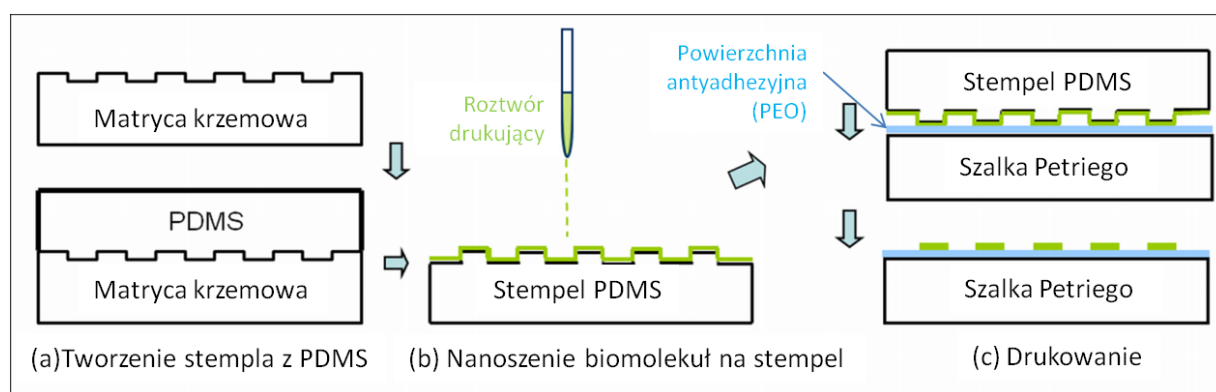 Matryca krzemowa
PDMS
Matryca krzemowa
(a)Tworzenie stempla z PDMS
Roztwór
drukujący
Stempel PDMS
(b) Nanoszenie biomolekuł na stempel
Powierzchnia
antyadhezyjna
(PEO)
Stempel PDMS
Szalka Petriego
Szalka Petriego
(c) Drukowanie